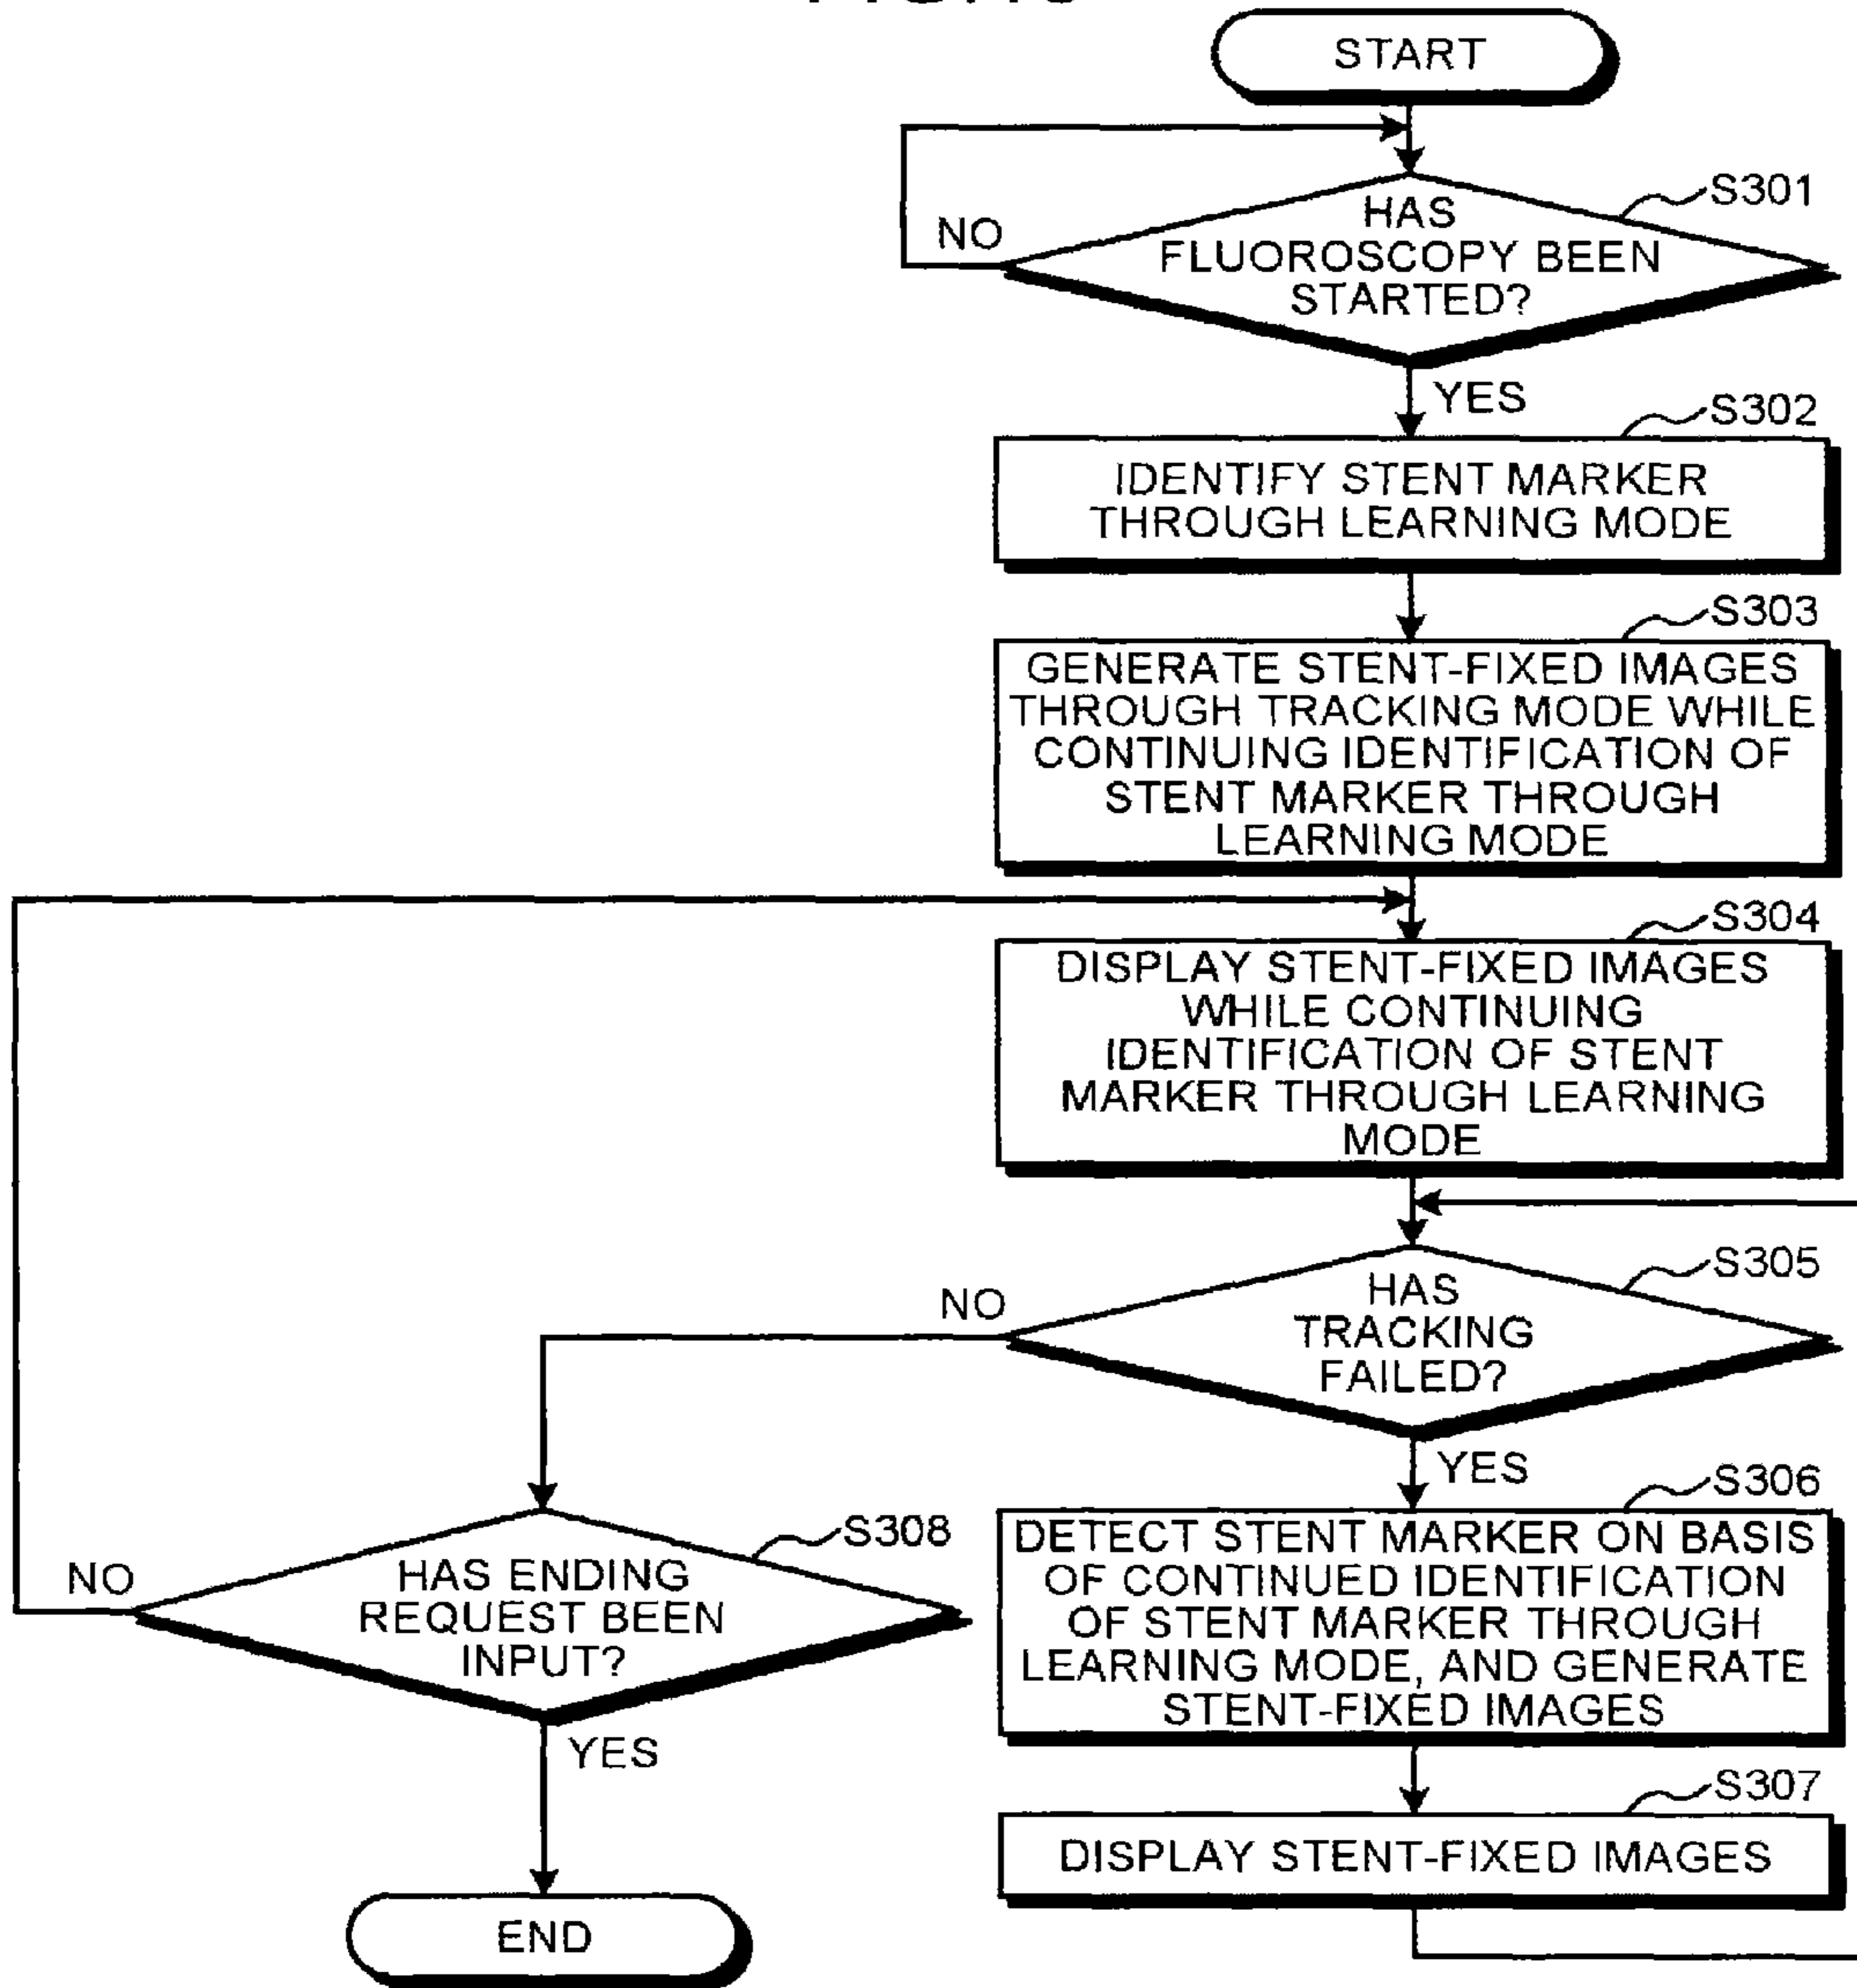 START
S301
HAS
FLUOROSCOPY BEEN
STARTED?
NO
YES
S302
IDENTIFY STENT MARKER
THROUGH LEARNING MODE
S303
GENERATE STENT-FIXED IMAGES
THROUGH TRACKING MODE WHILE
CONTINUING IDENTIFICATION OF
STENT MARKER THROUGH
LEARNING MODE
S304
DISPLAY STENT-FIXED IMAGES
WHILE CONTINUING
IDENTIFICATION OF STENT
MARKER THROUGH LEARNING
MODE
S305
HAS
TRACKING
FAILED?
NO
YES
S306
DETECT STENT MARKER ON BASIS
OF CONTINUED IDENTIFICATION
OF STENT MARKER THROUGH
LEARNING MODE, AND GENERATE
STENT-FIXED IMAGES
S307
DISPLAY STENT-FIXED IMAGES
S308
HAS ENDING
REQUEST BEEN
INPUT?
NO
YES
END